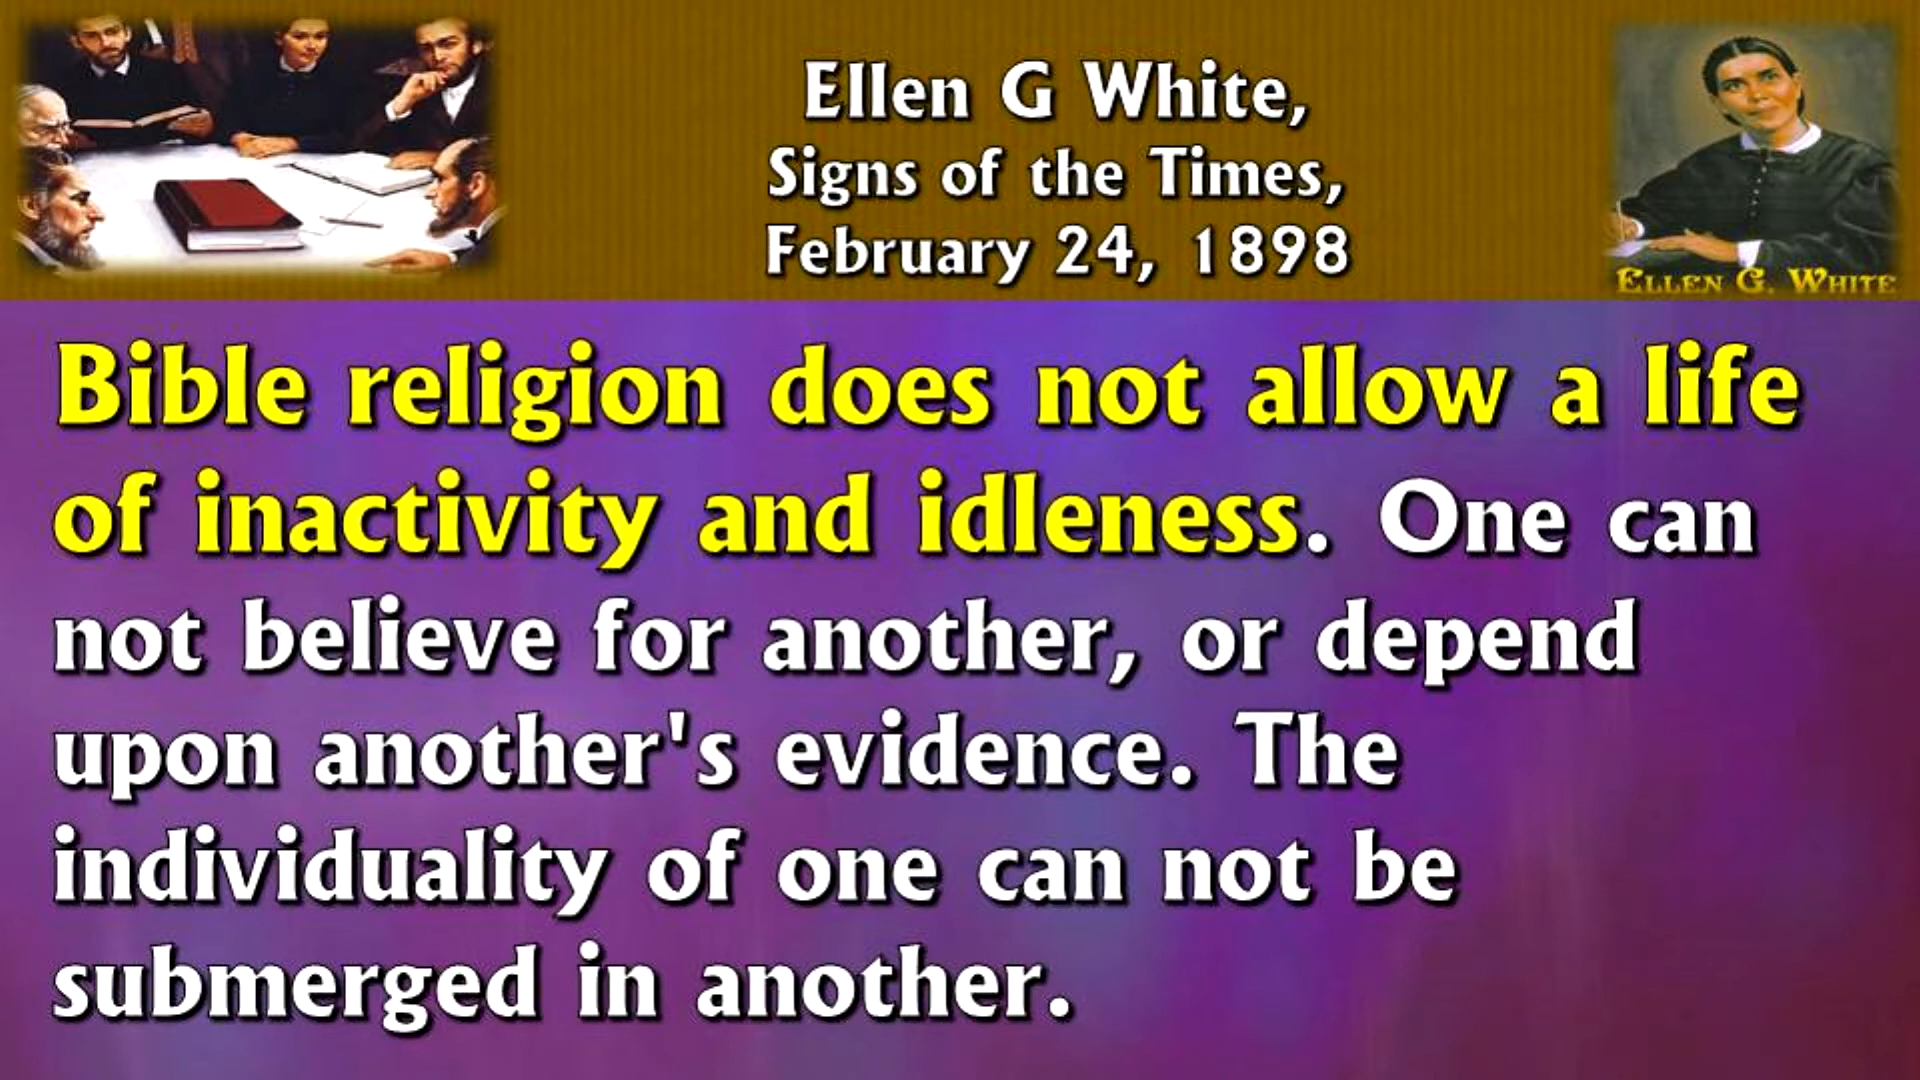 Ellen G White,
Signs of the Times,
February 24, 1898
ELLEN G. WHITE
Bible religion does not allow a life
of inactivity and idleness. One can
not believe for another, or depend
upon another's evidence. The
individuality of one can not be
submerged in another.